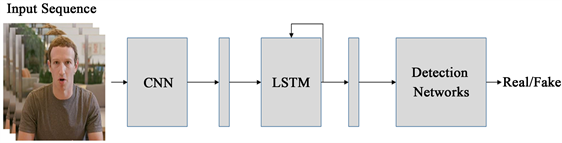 Input Sequence
CNN
LSTM
Detection
Networks
Real/Fake